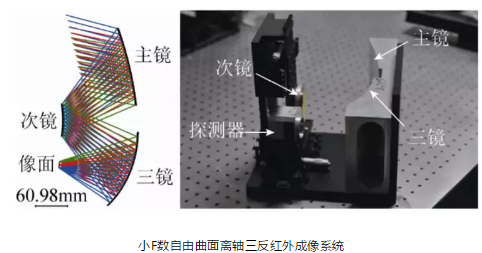 主镜
次镜
像面
三镜
60.98mm
主镜
次镜
探测器
三镜
小F数自由曲面离轴三反红外成像系统